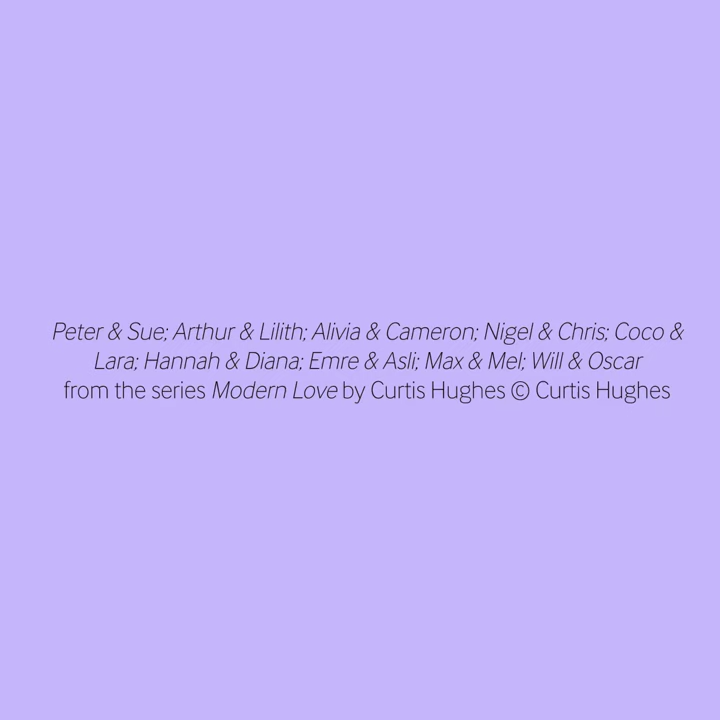 Peter & Sue; Arthur & Lilith; Alivia & Cameron; Nigel & Chris; Coco &
Lara; Hannah & Diana; Emre & Asli; Max & Mel; Will & Oscar
from the series Modern Love by Curtis Hughes © Curtis Hughes